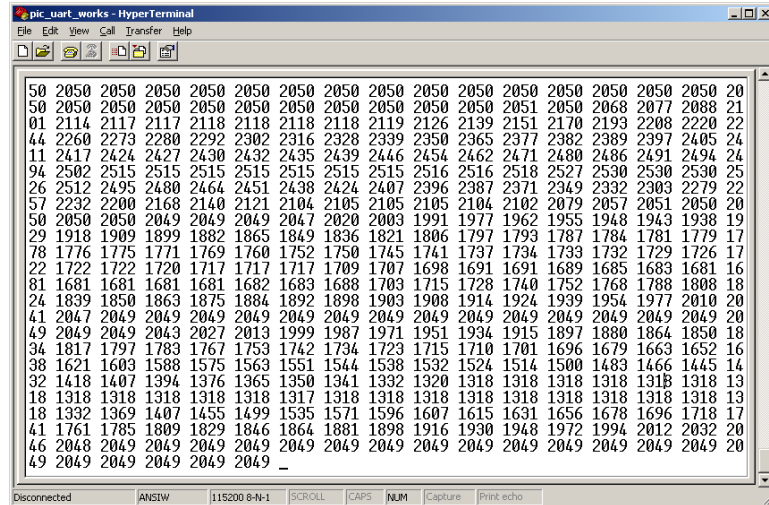 pic_uart_works - HyperTerminal
File Edit View Call Transfer Help
50 2050 2050 2050 2050 2050 2050 2050 2050 2050 2050 2050 2050 2050 2050 2050 20
50 2050 2050 2050 2050 2050 2050 2050 2050 2050 2051 2050 2068 2077 2088 21
01 2114 2117 2117 2118 2118 2118 2118 2119 2126 2139 2151 2170 2193 2208 2220 22
44 2260 2273 2280 2292 2302 2316 2328 2339 2350 2365 2377 2382 2389 2397 2405 24
11 2417 2424 2427 2430 2432 2435 2439 2446 2454 2462 2471 2480 2486 2491 2494 24
94 2502 2515 2515 2515 2515 2515 2515 2516 2516 2518 2527 2530 2530 2530 25
26 2512 2495 2480 2464 2451 2438 2424 2407 2396 2387 2371 2349 2332 2303 2279 22
57 2232 2200 2168 2140 2121 2104 2105 2105 2105 2104 2102 2079 2057 2051 2050 20
50 2050 2050 2049 2049 2049 2047 2020 2003 1991 1977 1962 1955 1948 1943 1938 19
29 1918 1909 1899 1882 1865 1849 1836 1821 1806 1797 1793 1787 1784 1781 1779 17
78 1776 1775 1771 1769 1760 1752 1750 1745 1741 1737 1734 1733 1732 1729 1726 17
22 1722 1722 1720 1717 1717 1717 1709 1707 1698 1691 1691 1689 1685 1683 1681 16
81 1681 1681 1681 1681 1682 1683 1688 1703 1715 1728 1740 1752 1768 1788 1808 18
24 1839 1850 1863 1875 1884 1892 1898 1903 1908 1914 1924 1939 1954 1977 2010 20
41 2047 2049 2049 2049 2049 2049 2049 2049 2049 2049 2049 2049 2049 2049 2049 20
49 2049 2049 2043 2027 2013 1999 1987 1971 1951 1934 1915 1897 1880 1864 1850 18
34 1817 1797 1783 1767 1753 1742 1734 1723 1715 1710 1701 1696 1679 1663 1652 16
38 1621 1603 1588 1575 1563 1551 1544 1538 1532 1524 1514 1500 1483 1466 1445 14
32 1418 1407 1394 1376 1365 1350 1341 1332 1320 1318 1318 1318 1318 1318 1318 13
18 1318 1318 1318 1318 1318 1317 1318 1318 1318 1318 1318 1318 1318 1318 1318 13
18 1332 1369 1407 1455 1499 1535 1571 1596 1607 1615 1631 1656 1678 1696 1718 17
41 1761 1785 1809 1829 1846 1864 1881 1898 1916 1930 1948 1972 1994 2012 2032 20
46 2048 2049 2049 2049 2049 2049 2049 2049 2049 2049 2049 2049 2049 2049 2049 20
49 2049 2049 2049 2049 2049 _
Disconnected ANSIW 115200 8-N-1 SCROLL CAPS NUM Capture Print echo